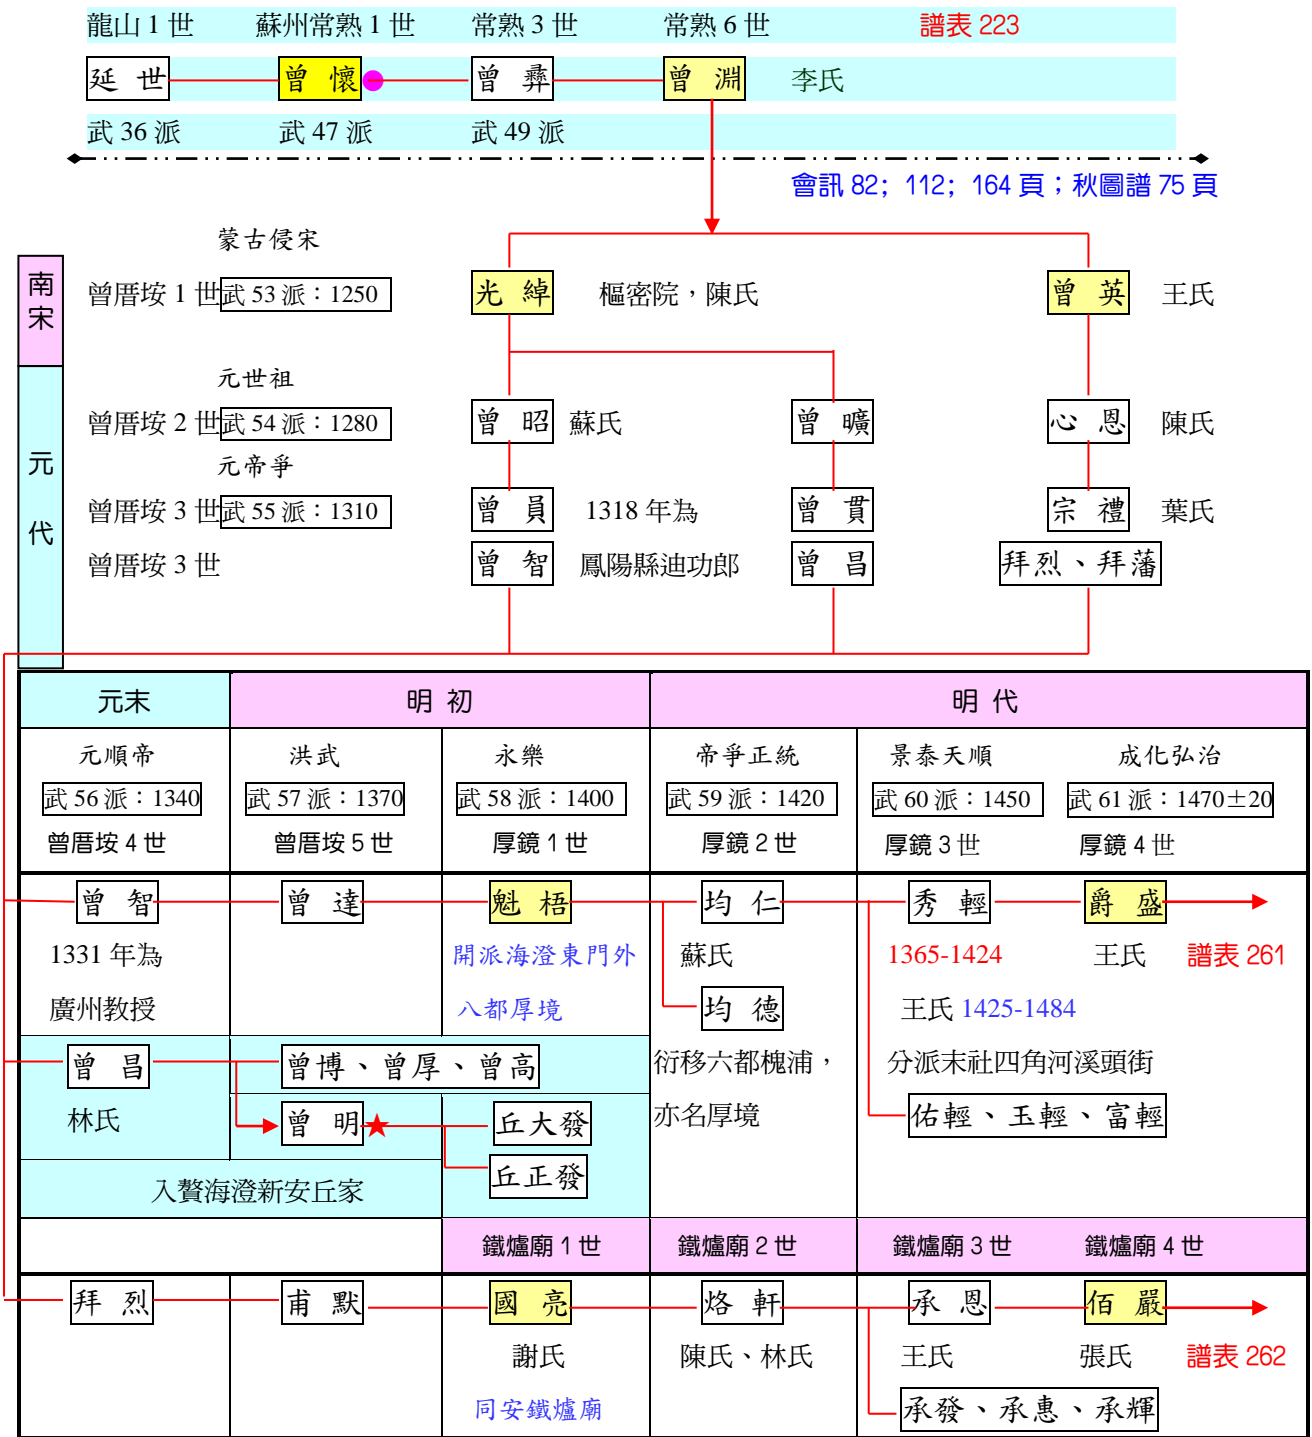 龍山 1 世 蘇州常熟 1 世 常熟 3 世 常熟 6 世 譜表 223
延 世 曾 懷 曾 彞 曾 淵 李氏
武 36 派 武 47 派 武 49 派
會訊 82；112；164 頁；秋圖譜 75 頁
蒙古侵宋
南宋
曾厝垵 1 世 武 53 派：1250 光 綽 樞密院，陳氏 曾 英 王氏
元世祖
曾厝垵 2 世 武 54 派：1280 曾 昭 蘇氏 曾 曠 心 恩 陳氏
元代
元帝爭
曾厝垵 3 世 武 55 派：1310 曾 員 1318 年為 曾 貫 宗 禮 葉氏
曾厝垵 3 世 曾 智 鳳陽縣迪功郎 曾 昌 拜烈、拜藩
元末 明 初 明 代
元順帝 洪武 永樂 帝爭正統 景泰天順 成化弘治
武 56 派：1340 武 57 派：1370 武 58 派：1400 武 59 派：1420 武 60 派：1450 武 61 派：1470±20
曾厝垵 4 世 曾厝垵 5 世 厚鏡 1 世 厚鏡 2 世 厚鏡 3 世 厚鏡 4 世
曾 智 曾 達 魁 梧 均 仁 秀 輕 爵 盛
1331 年為 開派海澄東門外 蘇氏 1365-1424 王氏 譜表 261
廣州教授 八都厚境 均 德 王氏 1425-1484
曾 昌 曾博、曾厚、曾高 衍移六都槐浦， 分派末社四角河溪頭街
林氏 曾 明 丘大發 亦名厚境 佑輕、玉輕、富輕
入贅海澄新安丘家 丘正發
鐵爐廟 1 世 鐵爐廟 2 世 鐵爐廟 3 世 鐵爐廟 4 世
拜 烈 甫 默 國 亮 烙 軒 承 恩 佰 嚴
謝氏 陳氏、林氏 王氏 張氏 譜表 262
同安鐵爐廟 承發、承惠、承輝